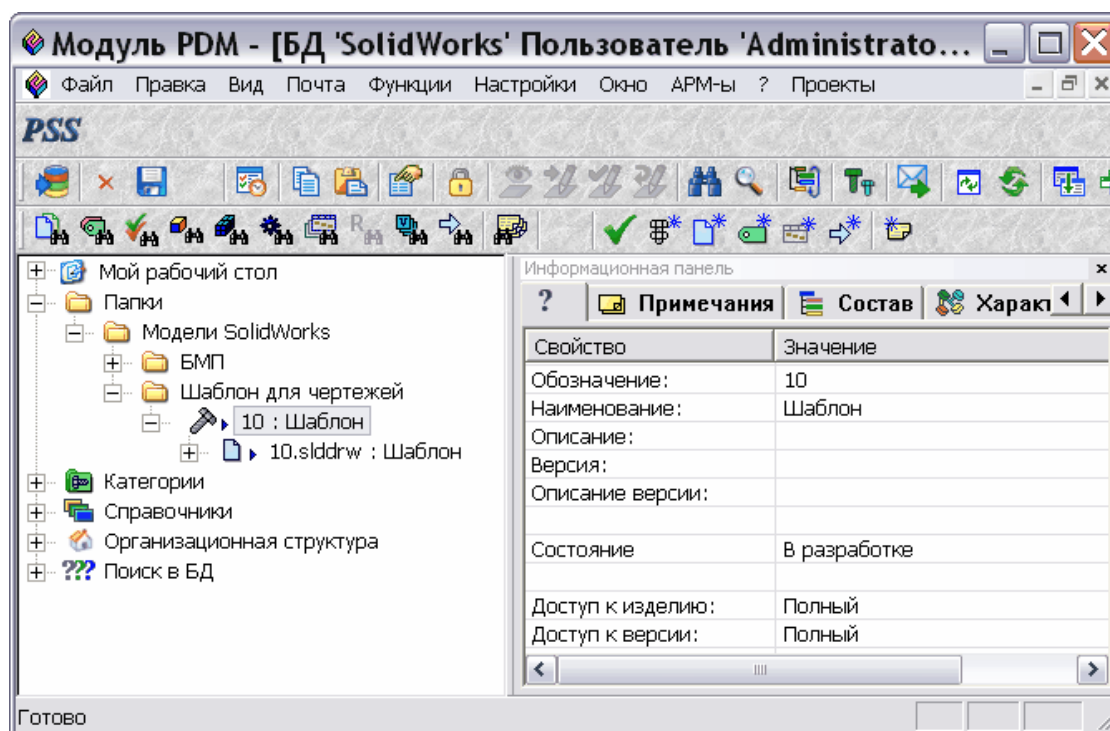 Модуль PDM - [БД 'SolidWorks' Пользователь 'Administrato...
Файл Правка Вид Почта Функции Настройки Окно АРМ-ы ? Проекты
PSS
Мой рабочий стол
Папки
Модели SolidWorks
БМП
Шаблон для чертежей
10 : Шаблон
10.slddrw : Шаблон
Категории
Справочники
Организационная структура
??? Поиск в БД
Информационная панель
? Примечания Состав Характ
Свойство Значение
Обозначение: 10
Наименование: Шаблон
Описание:
Версия:
Описание версии:
Состояние В разработке
Доступ к изделию: Полный
Доступ к версии: Полный
Готово